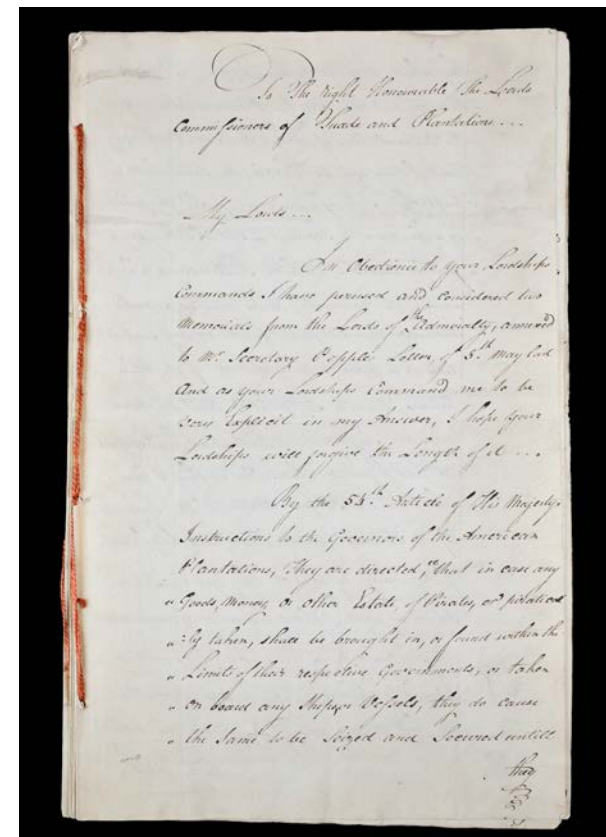 To The Right Honourable The Lords
Commissioners of Trade and Plantations...
My Lords...
In Obedience to your Lordships
Commands I have perused and considered two
Memorials from the Lords of the Admiralty, annexed
to Mr. Secretary Popple Letter of 5th. May last
And as your Lordships Command me to be
very Explicit in my Answer, I hope your
Lordships will forgive the Length of it...
By the 54th. Article of His Majestys
Instructions to the Governors of the American
Plantations, They are directed, "that in case any
" Goods, Money, or other Estate, of Pirates, or piratical
" :ly taken, shall be brought in, or found within the
" Limits of their respective Governments, or taken
" on board any Ships or Vessels, they do cause
" the Same to be Seized and Secured untill
they